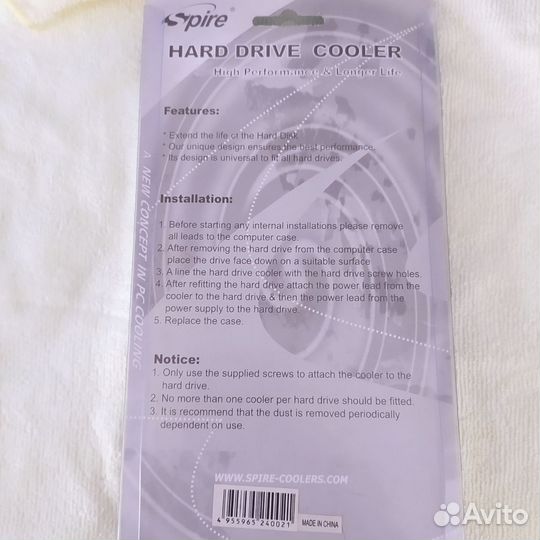 Spire®
HARD DRIVE COOLER
High Performance & Longer Life
Features:
* Extend the life of the Hard Disk
* Our unique design ensures the best performance.
* Its design is universal to fit all hard drives.
A NEW CONCEPT IN PC COOLING
Installation:
1. Before starting any internal installations please remove
all leads to the computer case.
2. After removing the hard drive from the computer case
place the drive face down on a suitable surface
3. A line the hard drive cooler with the hard drive screw holes.
4. After refitting the hard drive attach the power lead from the
cooler to the hard drive & then the power lead from the
power supply to the hard drive.
5. Replace the case.
Notice:
1. Only use the supplied screws to attach the cooler to the
hard drive.
2. No more than one cooler per hard drive should be fitted.
3. It is recommend that the dust is removed periodically
dependent on use.
WWW.SPIRE-COOLERS.COM
4 955965 240021
MADE IN CHINA
Avito